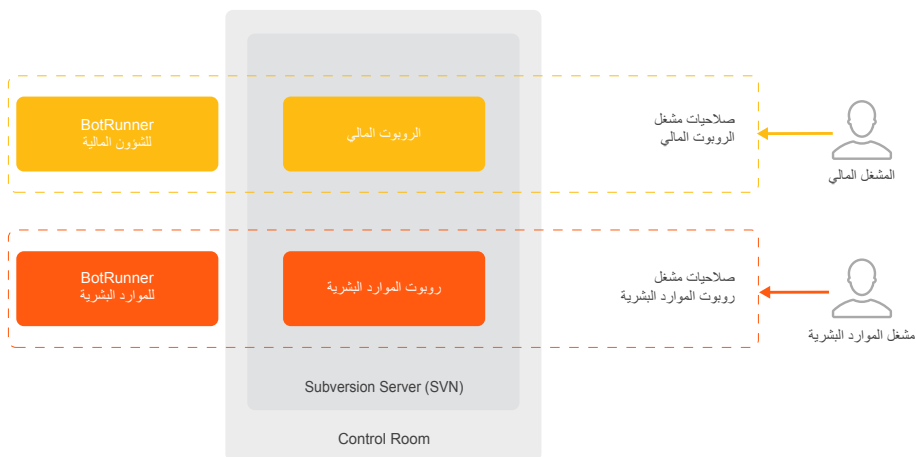 صلاحيات مشغل
الروبوت المالي
الروبوت المالي
BotRunner
للشؤون المالية
المشغل المالي
صلاحيات مشغل
روبوت الموارد البشرية
روبوت الموارد البشرية
BotRunner
للموارد البشرية
مشغل الموارد البشرية
Subversion Server (SVN)
Control Room